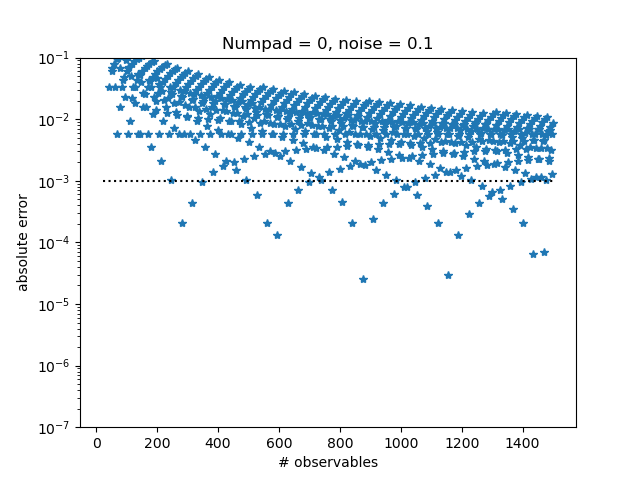 Numpad = 0, noise = 0.1
absolute error
10⁻¹
10⁻²
10⁻³
10⁻⁴
10⁻⁵
10⁻⁶
10⁻⁷
0 200 400 600 800 1000 1200 1400
# observables